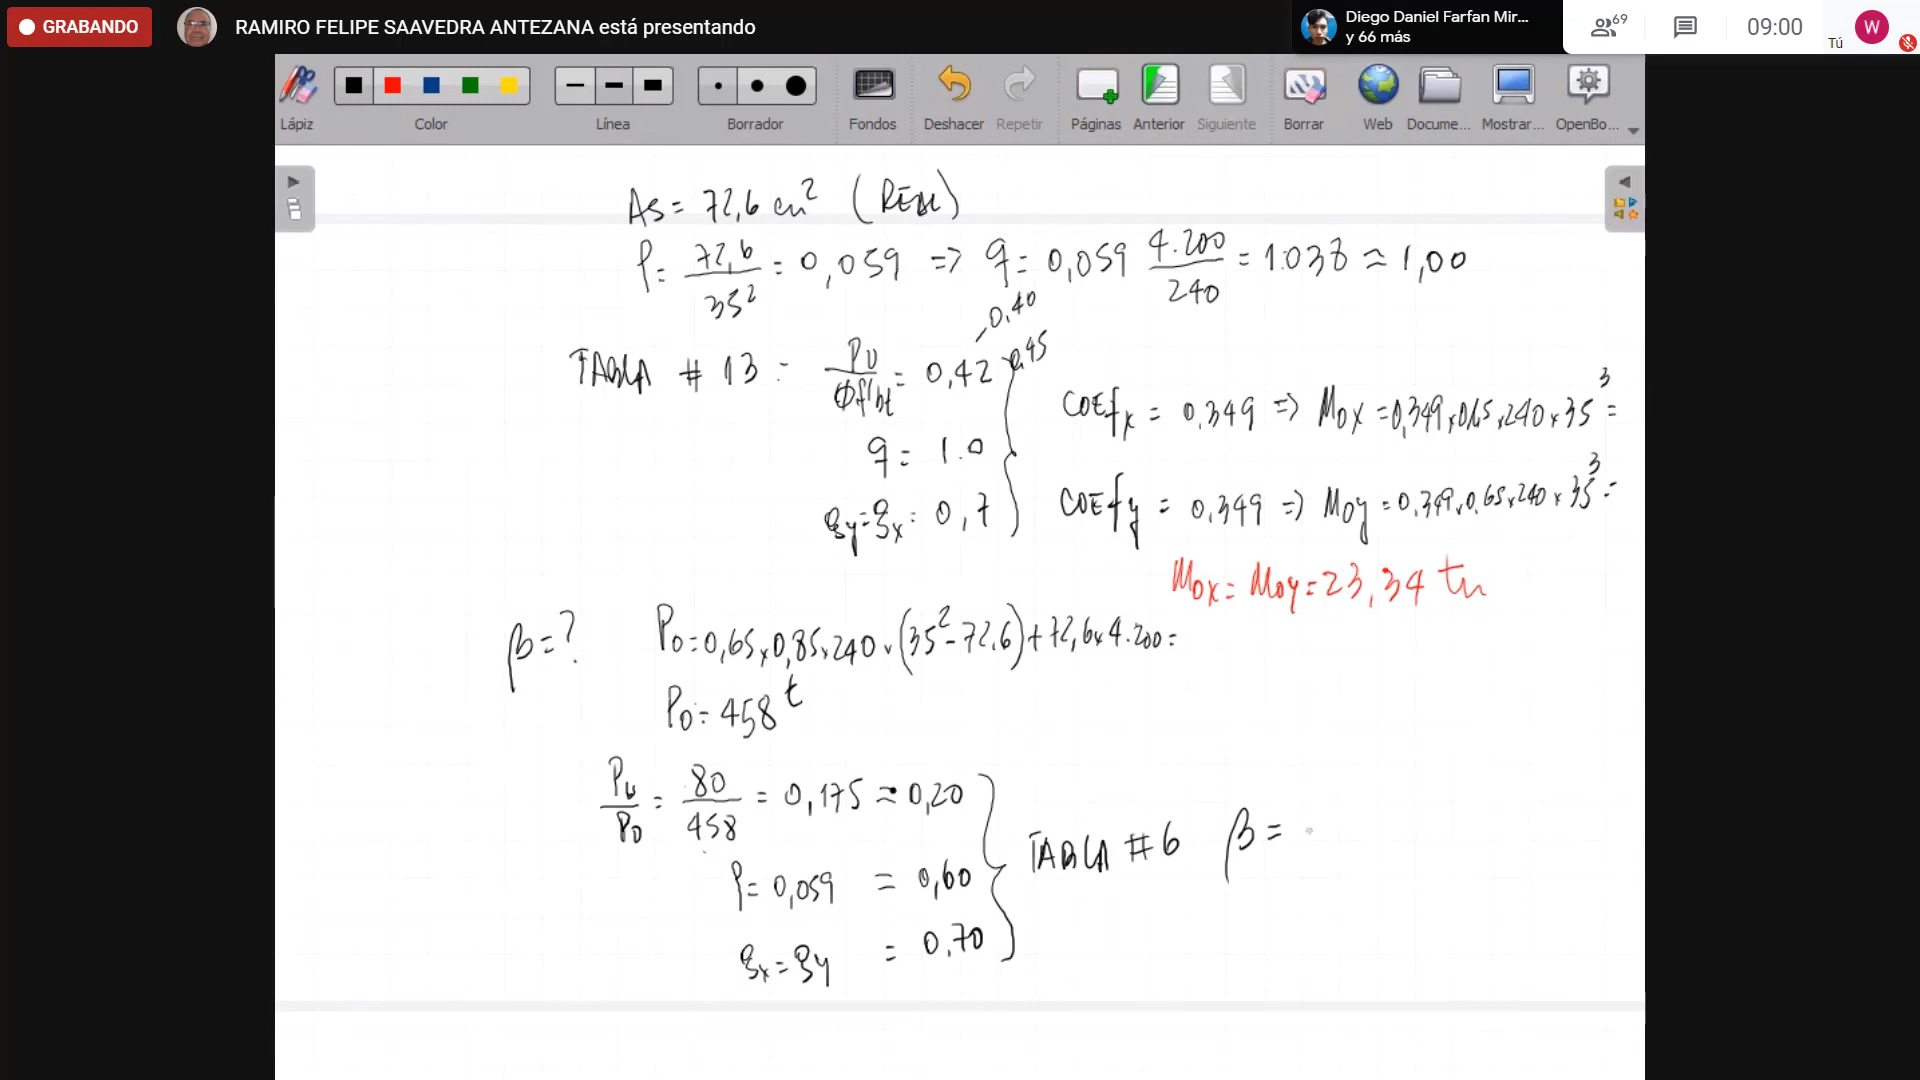 GRABANDO
RAMIRO FELIPE SAAVEDRA ANTEZANA está presentando
Diego Daniel Farfan Mir...
y 66 más
69
09:00
Tú
W
Lápiz
Color
Línea
Borrador
Fondos
Deshacer
Repetir
Páginas
Anterior
Siguiente
Borrar
Web
Docume...
Mostrar...
OpenBo...
As = 72,6 cm² (REAL)
ρ = 72,6 / 35² = 0,059 => q = 0,059 4.200 / 240 = 1.038 ≈ 1,00
TABLA # 13 : PU / Øf'bt = 0,42 0,40 0,45
q = 1.0
gy = gx = 0,7
COEfx = 0.349 => Mox = 0,349 x 0,65 x 240 x 35³ =
COEfy = 0.349 => Moy = 0,349 x 0,65 x 240 x 35³ =
Mox = Moy = 23,34 tm
β = ? Po = 0,65 x 0,85 x 240 x (35² - 72.6) + 72,6 x 4.200 =
Po = 458 t
Pu / Po = 80 / 458 = 0,175 ≈ 0,20
ρ = 0,059 = 0,60
gx = gy = 0,70
TABLA # 6 β =